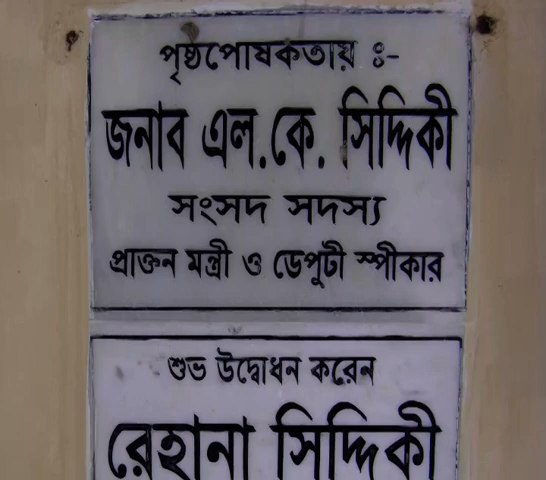 পৃষ্ঠপোষকতায় ঃ-
জনাব এল.কে. সিদ্দিকী
সংসদ সদস্য
প্রাক্তন মন্ত্রী ও ডেপুটী স্পীকার
শুভ উদ্বোধন করেন
রেহানা সিদ্দিকী